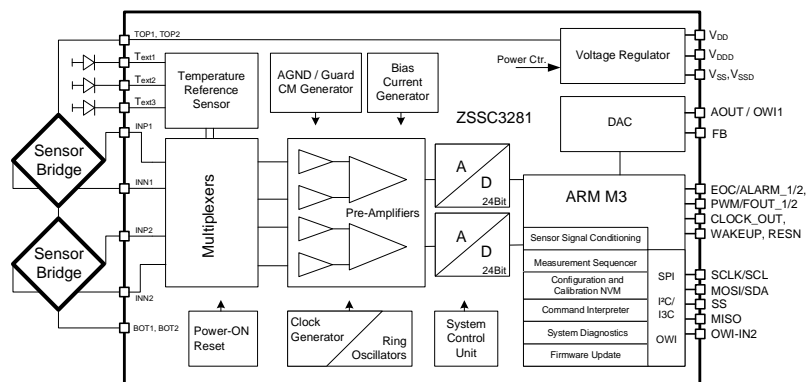 TOP1, TOP2
Text1
Text2
Text3
INP1
INN1
INP2
INN2
BOT1, BOT2
Sensor
Bridge
Sensor
Bridge
Temperature
Reference
Sensor
AGND / Guard
CM Generator
Bias
Current
Generator
Power Ctr.
Voltage Regulator
ZSSC3281
DAC
Multiplexers
Pre-Amplifiers
A
D
24Bit
A
D
24Bit
ARM M3
Sensor Signal Conditioning
Measurement Sequencer
Configuration and
Calibration NVM
Command Interpreter
System Diagnostics
Firmware Update
SPI
I²C/
I3C
OWI
Power-ON
Reset
Clock
Generator
Ring
Oscillators
System
Control
Unit
VDD
VDDD
VSS, VSSD
AOUT / OWI1
FB
EOC/ALARM_1/2,
PWM/FOUT_1/2
CLOCK_OUT,
WAKEUP, RESN
SCLK/SCL
MOSI/SDA
SS
MISO
OWI-IN2